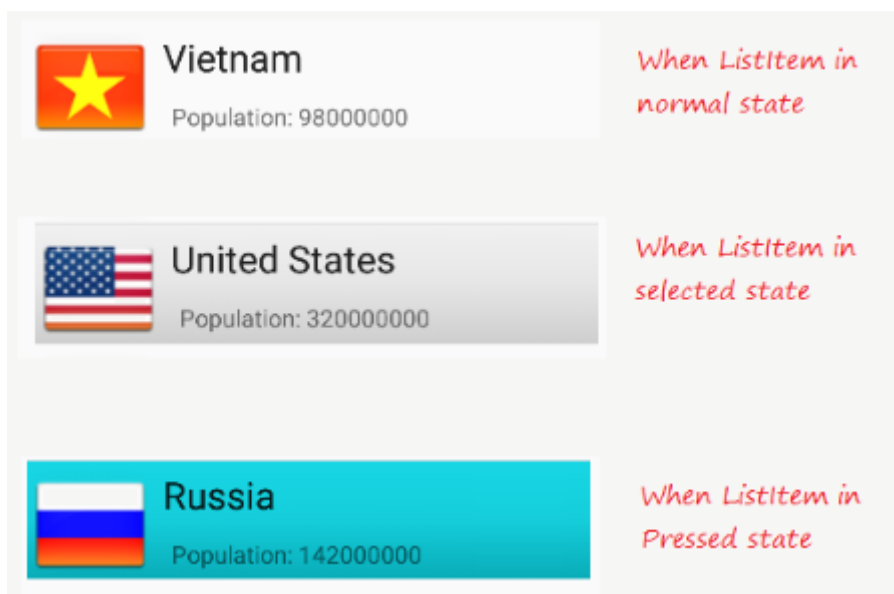 Vietnam
Population: 98000000
When ListItem in
normal state
United States
Population: 320000000
When ListItem in
selected state
Russia
Population: 142000000
When ListItem in
Pressed state